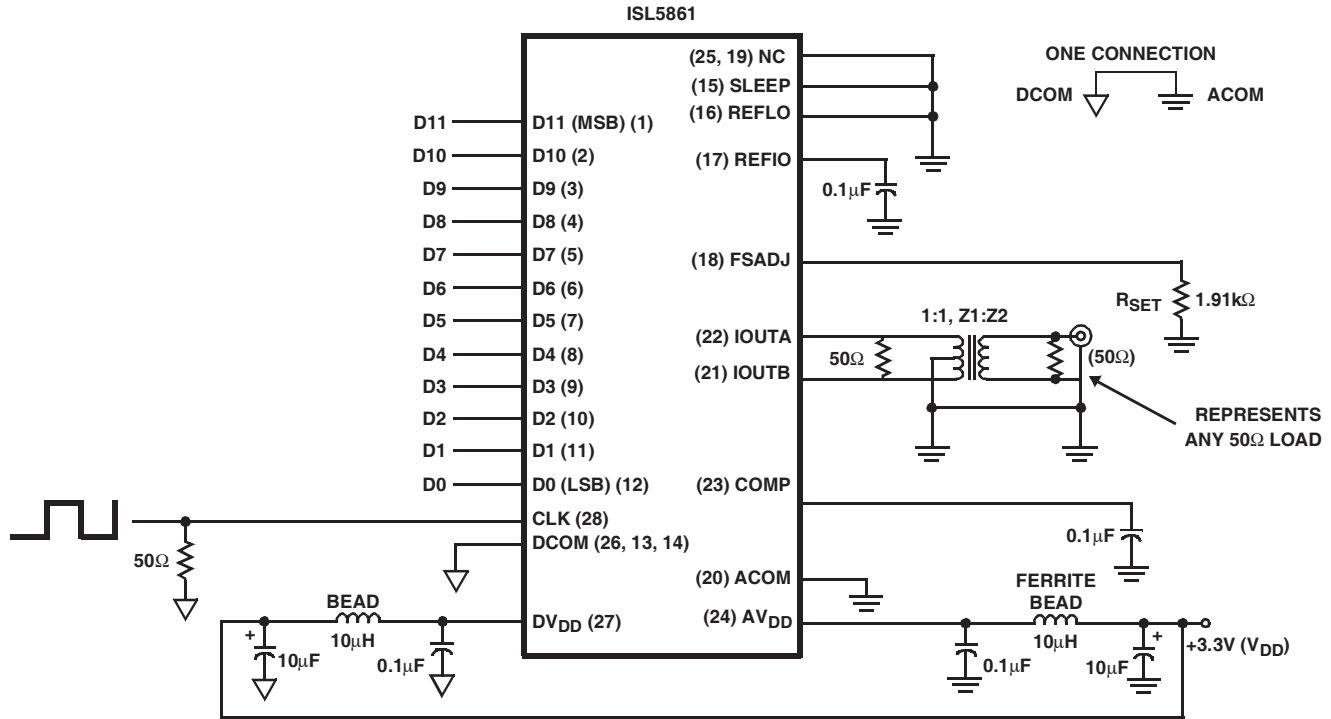 ISL5861
ONE CONNECTION
DCOM
ACOM
(25, 19) NC
(15) SLEEP
(16) REFLO
(17) REFIO
0.1μF
(18) FSADJ
RSET
1.91kΩ
1:1, Z1:Z2
(22) IOUTA
50Ω
(50Ω)
(21) IOUTB
REPRESENTS
ANY 50Ω LOAD
(23) COMP
0.1μF
(20) ACOM
FERRITE
BEAD
(24) AVDD
10μH
+3.3V (VDD)
0.1μF
+
10μF
D11
D11 (MSB) (1)
D10
D10 (2)
D9
D9 (3)
D8
D8 (4)
D7
D7 (5)
D6
D6 (6)
D5
D5 (7)
D4
D4 (8)
D3
D3 (9)
D2
D2 (10)
D1
D1 (11)
D0
D0 (LSB) (12)
CLK (28)
50Ω
DCOM (26, 13, 14)
BEAD
DVDD (27)
+
10μH
10μF
0.1μF